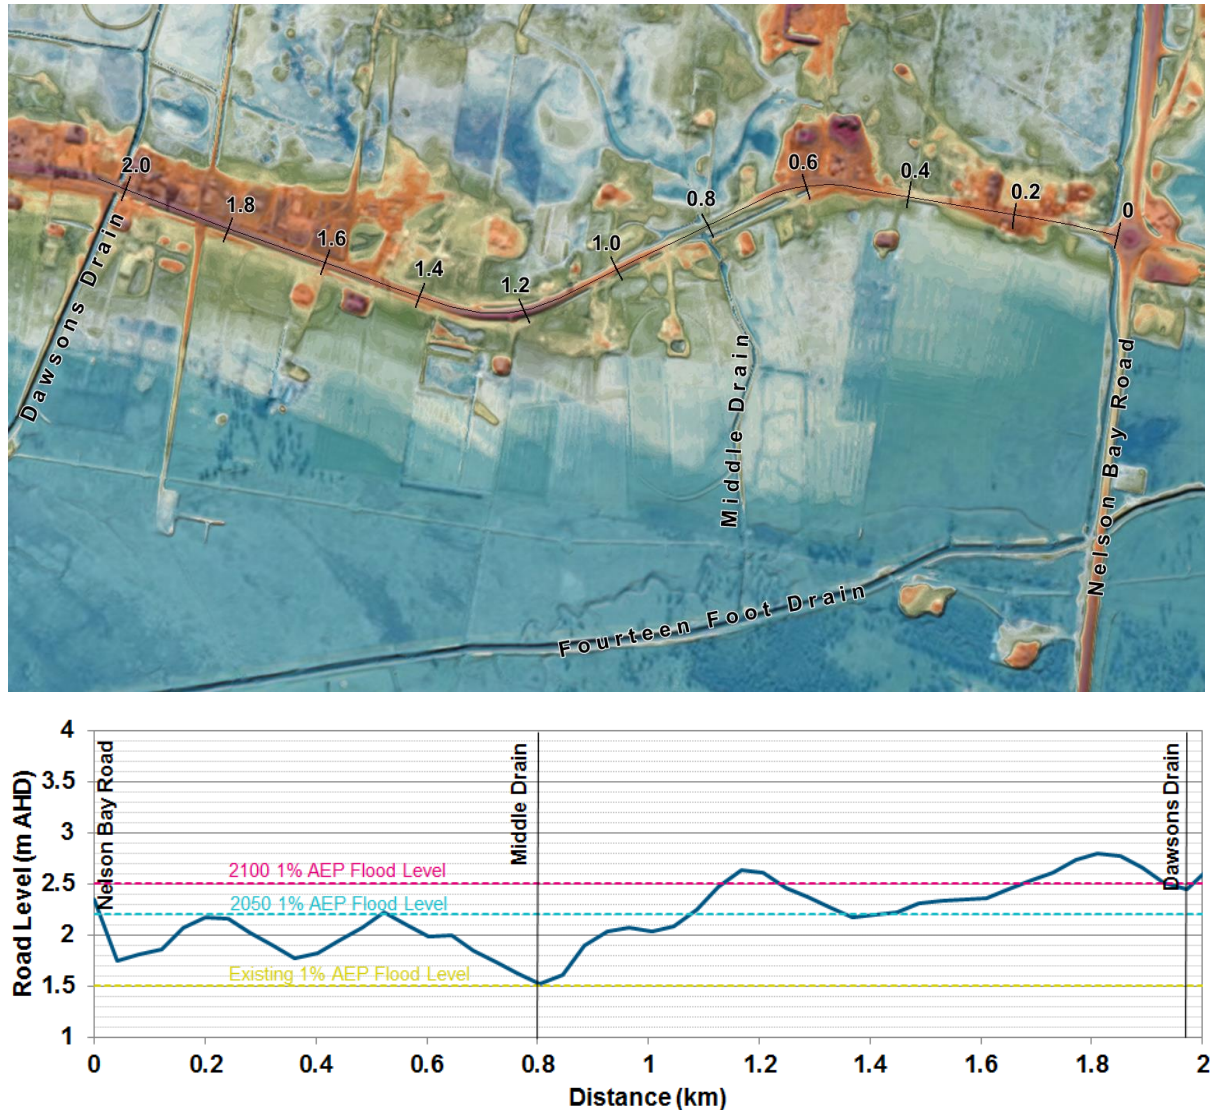 2.0
1.8
1.6
1.4
1.2
1.0
0.8
0.6
0.4
0.2
0
Dawsons Drain
Middle Drain
Nelson Bay Road
Fourteen Foot Drain
Road Level (m AHD)
4
3.5
3
2.5
2
1.5
1
Nelson Bay Road
Middle Drain
Dawsons Drain
2100 1% AEP Flood Level
2050 1% AEP Flood Level
Existing 1% AEP Flood Level
0
0.2
0.4
0.6
0.8
1
1.2
1.4
1.6
1.8
2
Distance (km)